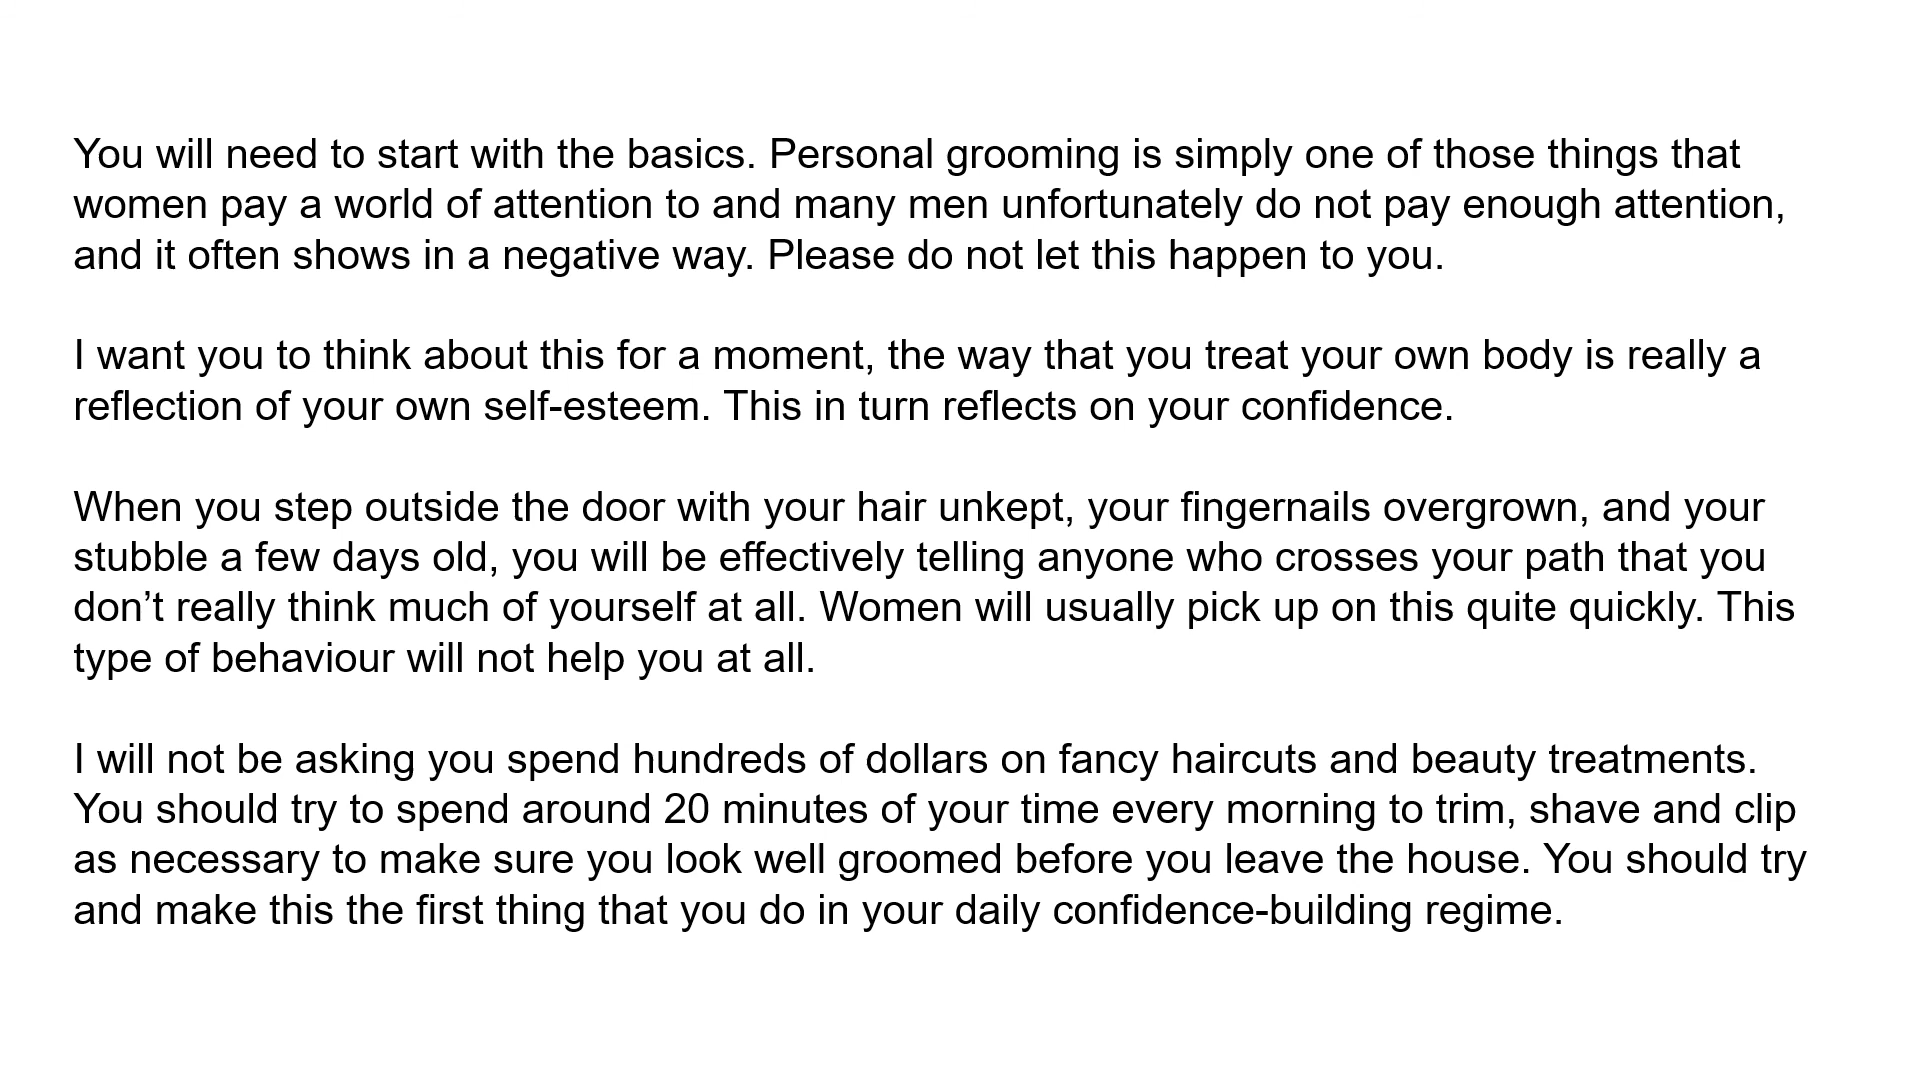 You will need to start with the basics. Personal grooming is simply one of those things that
women pay a world of attention to and many men unfortunately do not pay enough attention,
and it often shows in a negative way. Please do not let this happen to you.
I want you to think about this for a moment, the way that you treat your own body is really a
reflection of your own self-esteem. This in turn reflects on your confidence.
When you step outside the door with your hair unkept, your fingernails overgrown, and your
stubble a few days old, you will be effectively telling anyone who crosses your path that you
don’t really think much of yourself at all. Women will usually pick up on this quite quickly. This
type of behaviour will not help you at all.
I will not be asking you spend hundreds of dollars on fancy haircuts and beauty treatments.
You should try to spend around 20 minutes of your time every morning to trim, shave and clip
as necessary to make sure you look well groomed before you leave the house. You should try
and make this the first thing that you do in your daily confidence-building regime.